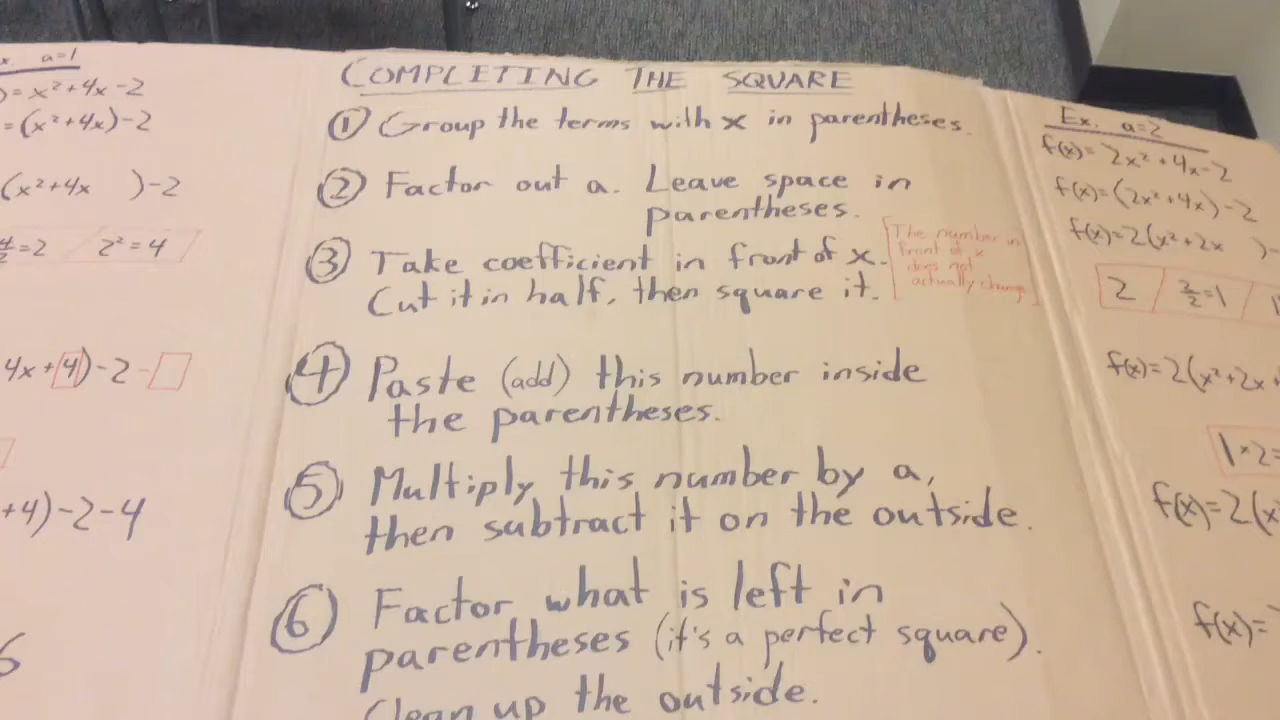 x. a=1
)=x²+4x-2
=(x²+4x)-2
(x²+4x )-2
4/2=2 2²=4
4x+4)-2-
+4)-2-4
6
COMPLETING THE SQUARE
① Group the terms with x in parentheses.
② Factor out a. Leave space in
parentheses.
③ Take coefficient in front of x.
Cut it in half, then square it.
The number in
front of x
does not
actually change
④ Paste (add) this number inside
the parentheses.
⑤ Multiply this number by a,
then subtract it on the outside.
⑥ Factor what is left in
parentheses (it's a perfect square).
Clean up the outside.
Ex. a=2
f(x)=2x²+4x-2
f(x)=(2x²+4x)-2
f(x)=2(x²+2x )-
2 2/2=1 1
f(x)=2(x²+2x+
1×2=
f(x)=2(x
f(x)=